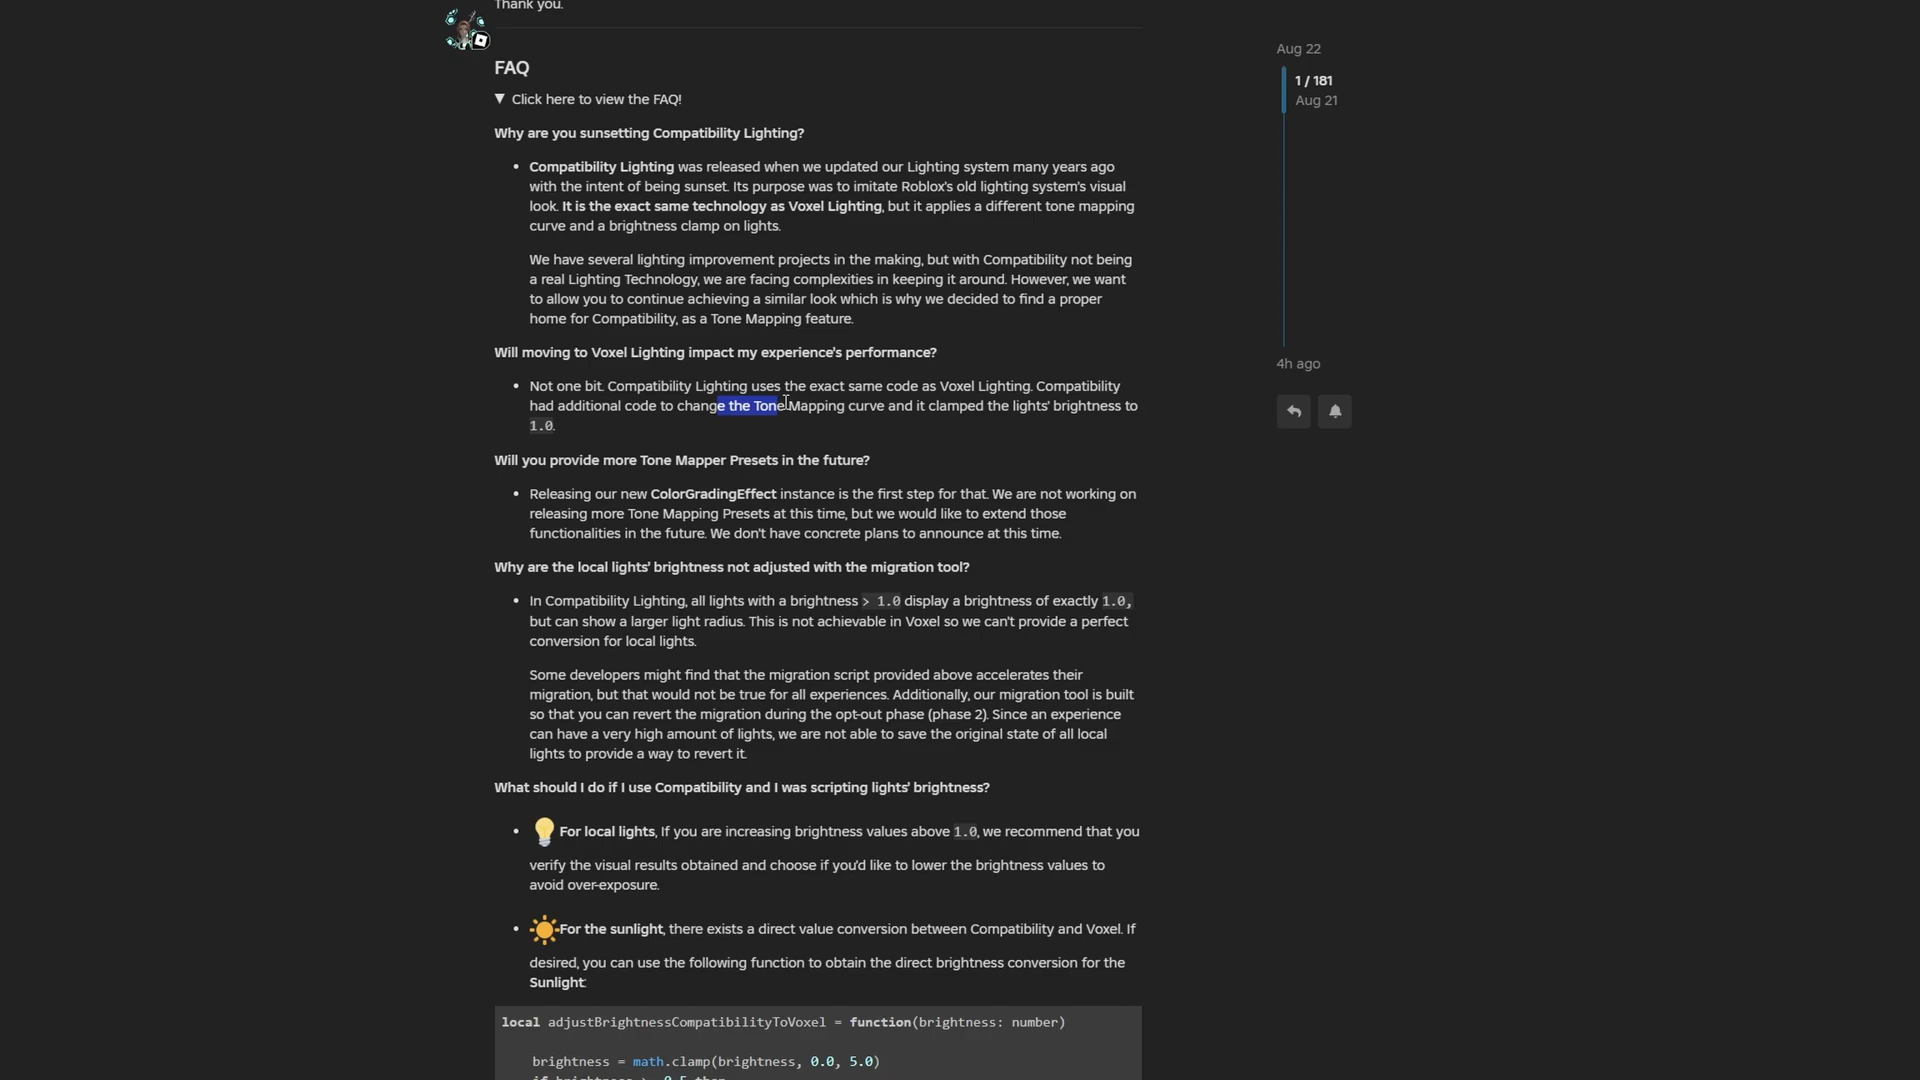 Thank you.
FAQ
▼ Click here to view the FAQ!
Why are you sunsetting Compatibility Lighting?
• Compatibility Lighting was released when we updated our Lighting system many years ago
with the intent of being sunset. Its purpose was to imitate Roblox's old lighting system's visual
look. It is the exact same technology as Voxel Lighting, but it applies a different tone mapping
curve and a brightness clamp on lights.
We have several lighting improvement projects in the making, but with Compatibility not being
a real Lighting Technology, we are facing complexities in keeping it around. However, we want
to allow you to continue achieving a similar look which is why we decided to find a proper
home for Compatibility, as a Tone Mapping feature.
Will moving to Voxel Lighting impact my experience's performance?
• Not one bit. Compatibility Lighting uses the exact same code as Voxel Lighting. Compatibility
had additional code to change the Tone Mapping curve and it clamped the lights' brightness to
1.0.
Will you provide more Tone Mapper Presets in the future?
• Releasing our new ColorGradingEffect instance is the first step for that. We are not working on
releasing more Tone Mapping Presets at this time, but we would like to extend those
functionalities in the future. We don't have concrete plans to announce at this time.
Why are the local lights' brightness not adjusted with the migration tool?
• In Compatibility Lighting, all lights with a brightness > 1.0 display a brightness of exactly 1.0,
but can show a larger light radius. This is not achievable in Voxel so we can't provide a perfect
conversion for local lights.
Some developers might find that the migration script provided above accelerates their
migration, but that would not be true for all experiences. Additionally, our migration tool is built
so that you can revert the migration during the opt-out phase (phase 2). Since an experience
can have a very high amount of lights, we are not able to save the original state of all local
lights to provide a way to revert it.
What should I do if I use Compatibility and I was scripting lights' brightness?
• For local lights, If you are increasing brightness values above 1.0, we recommend that you
verify the visual results obtained and choose if you'd like to lower the brightness values to
avoid over-exposure.
• For the sunlight, there exists a direct value conversion between Compatibility and Voxel. If
desired, you can use the following function to obtain the direct brightness conversion for the
Sunlight:
local adjustBrightnessCompatibilityToVoxel = function(brightness: number)
brightness = math.clamp(brightness, 0.0, 5.0)
Aug 22
1 / 181
Aug 21
4h ago